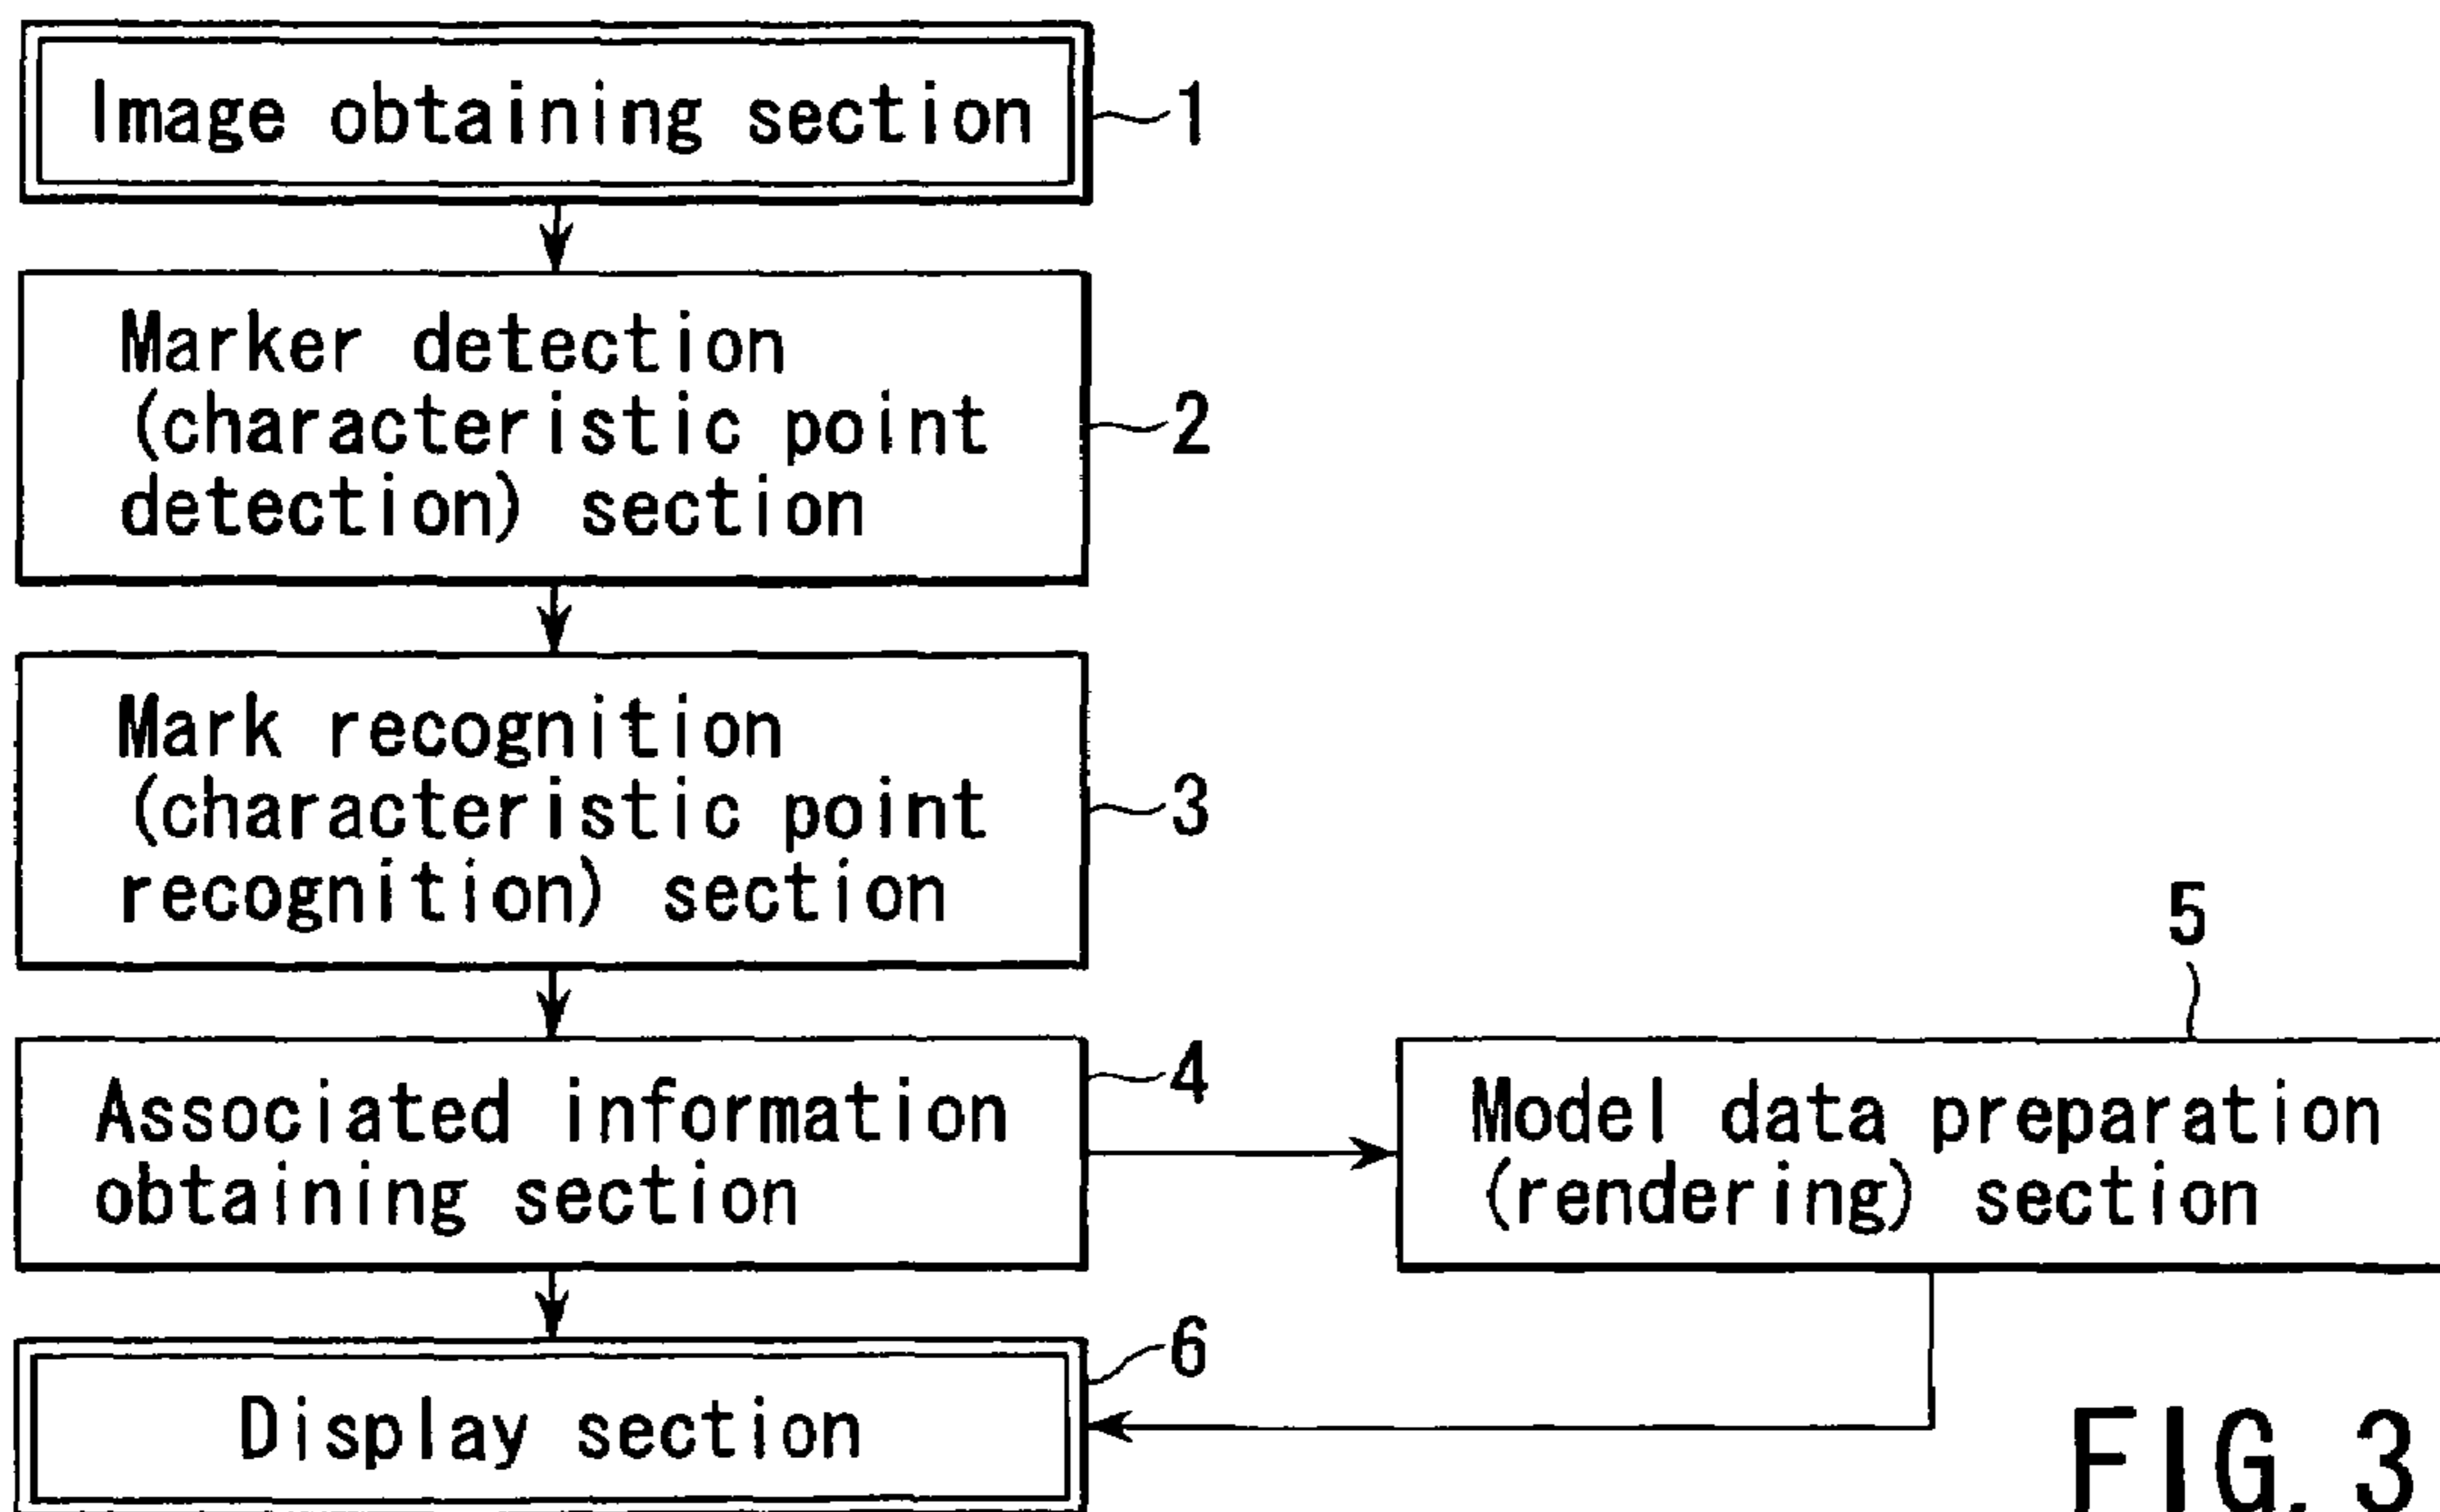 Image obtaining section
1
Marker detection
(characteristic point
detection) section
2
Mark recognition
(characteristic point
recognition) section
3
Associated information
obtaining section
4
Model data preparation
(rendering) section
5
Display section
6
FIG. 3